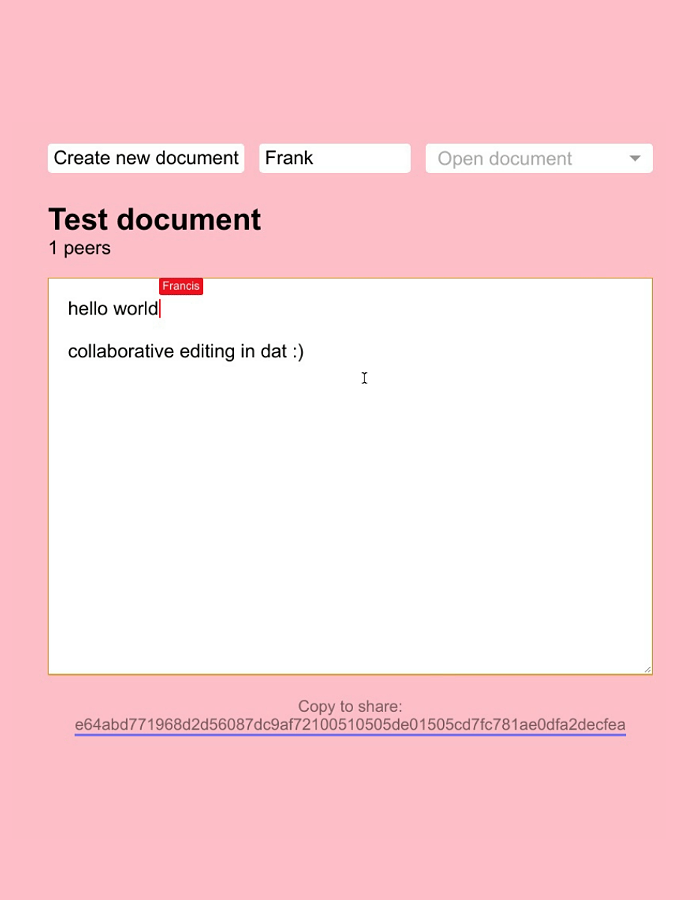 Create new document Frank Open document
Test document
1 peers
Francis
hello world
collaborative editing in dat :)
Copy to share:
e64abd771968d2d56087dc9af72100510505de01505cd7fc781ae0dfa2decfea